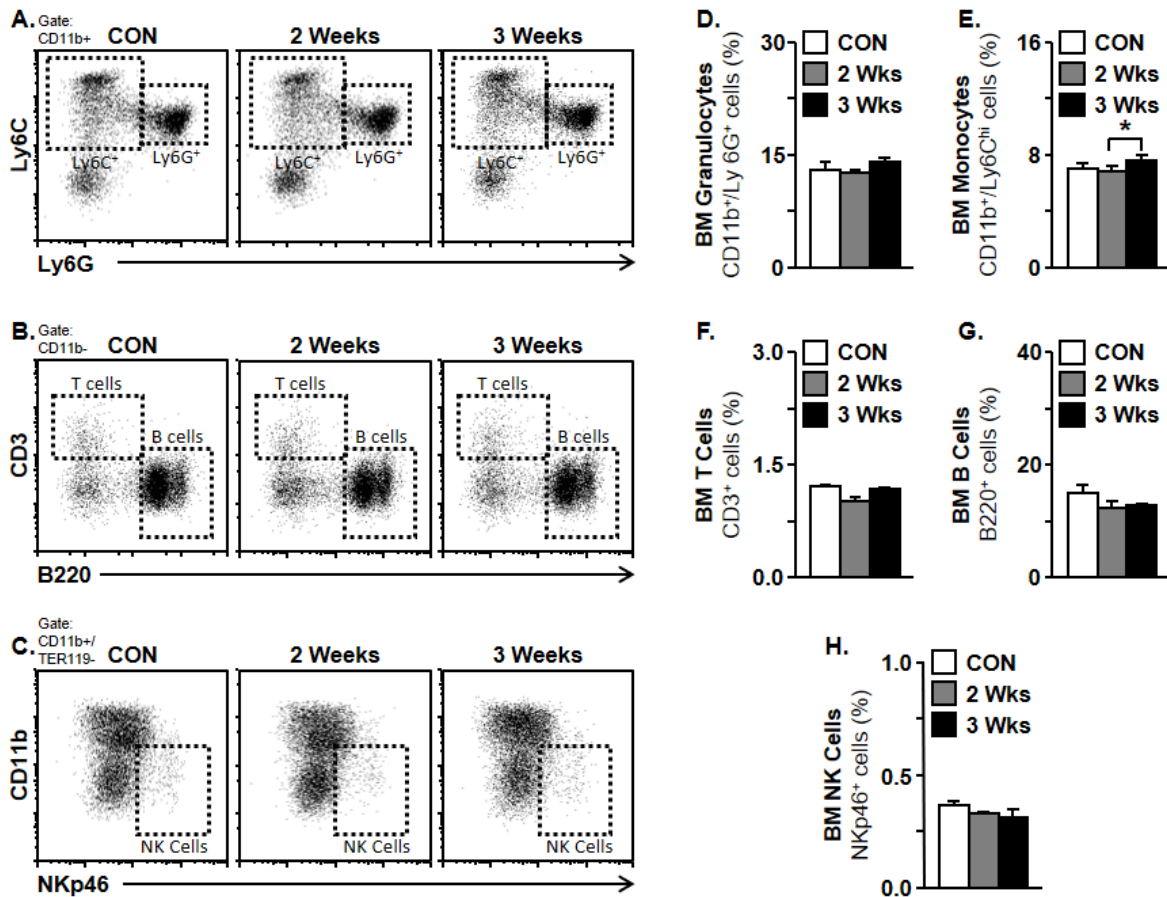 A. Gate:
CD11b+
CON 2 Weeks 3 Weeks
Ly6C
Ly6C⁺ Ly6G⁺ Ly6C⁺ Ly6G⁺ Ly6C⁺ Ly6G⁺
Ly6G
B. Gate:
CD11b-
CON 2 Weeks 3 Weeks
T cells T cells T cells
B cells B cells B cells
CD3
B220
C. Gate:
CD11b+/
TER119-
CON 2 Weeks 3 Weeks
CD11b
NK Cells NK Cells NK Cells
NKp46
D.
BM Granulocytes
CD11b⁺/Ly 6G⁺ cells (%)
30
15
0
CON
2 Wks
3 Wks
E.
BM Monocytes
CD11b⁺/Ly6Cʰⁱ cells (%)
16
8
0
CON
2 Wks
3 Wks
*
F.
BM T Cells
CD3⁺ cells (%)
3.0
1.5
0.0
CON
2 Wks
3 Wks
G.
BM B Cells
B220⁺ cells (%)
40
20
0
CON
2 Wks
3 Wks
H.
BM NK Cells
NKp46⁺ cells (%)
1.0
0.5
0.0
CON
2 Wks
3 Wks